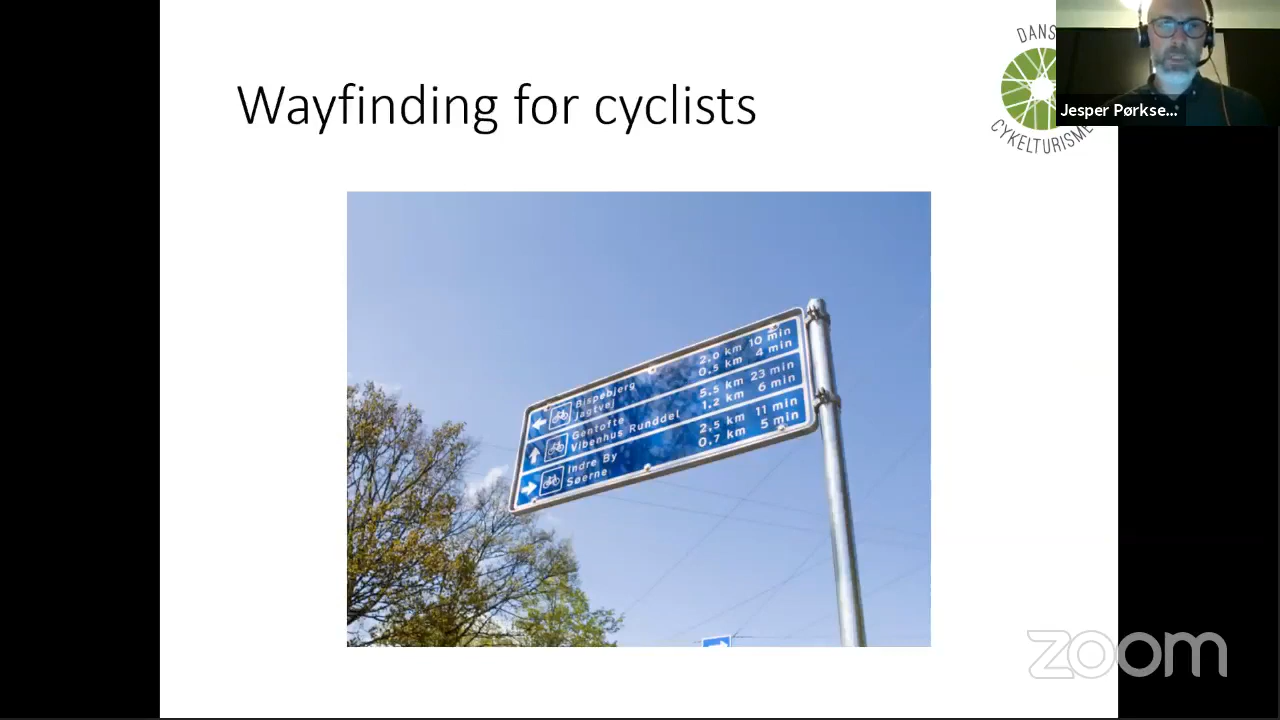 Wayfinding for cyclists
DANS
CYKELTURISME
Jesper Pørkse...
Bispebjerg 2.0 km 10 min
Jagtvej 0.5 km 4 min
Gentofte 5.5 km 23 min
Vibenhus Runddel 1.2 km 6 min
Indre By 2.5 km 11 min
Søerne 0.7 km 5 min
zoom